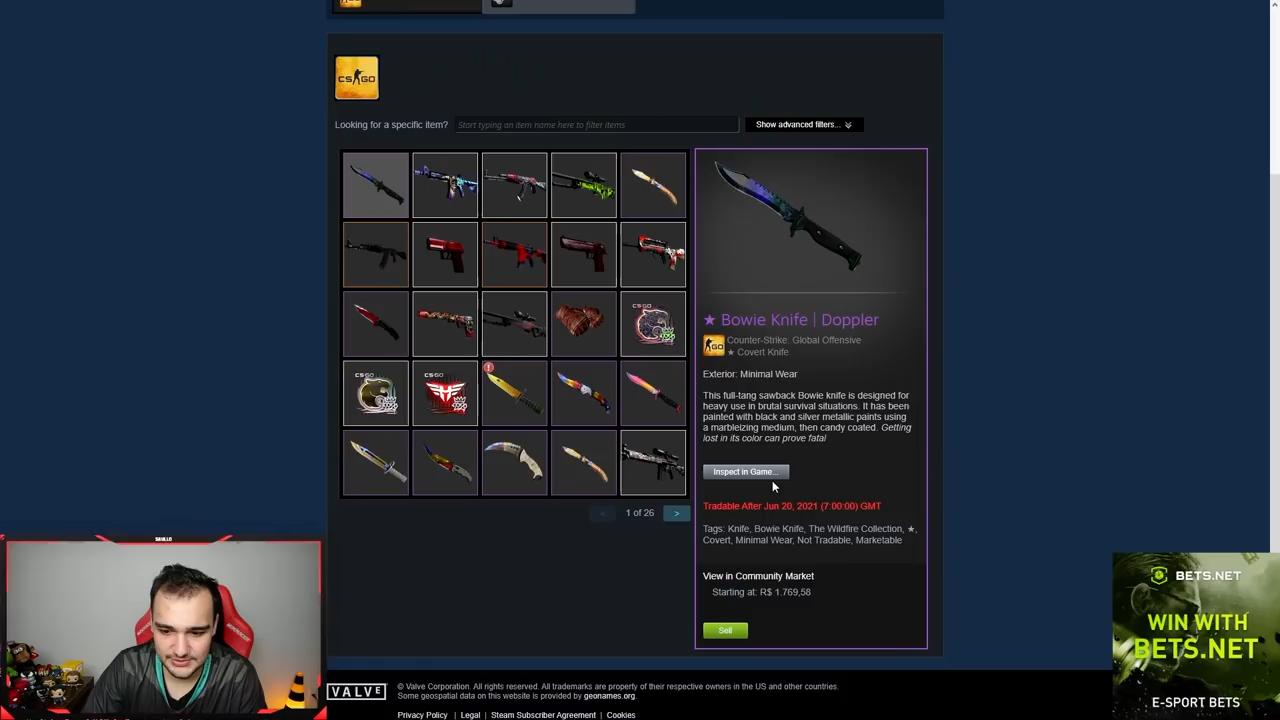 CS GO
Looking for a specific item?
Start typing an item name here to filter items
Show advanced filters...
CS GO
CS GO
CS GO
!
< 1 of 26 >
★ Bowie Knife | Doppler
GO
Counter-Strike: Global Offensive
★ Covert Knife
Exterior: Minimal Wear
This full-tang sawback Bowie knife is designed for
heavy use in brutal survival situations. It has been
painted with black and silver metallic paints using
a marbleizing medium, then candy coated. Getting
lost in its color can prove fatal
Inspect in Game...
Tradable After Jun 20, 2021 (7:00:00) GMT
Tags: Knife, Bowie Knife, The Wildfire Collection, ★,
Covert, Minimal Wear, Not Tradable, Marketable
View in Community Market
Starting at: R$ 1.769,58
Sell
BETS.NET
WIN WITH
BETS.NET
E-SPORT BETS
VALVE
© Valve Corporation. All rights reserved. All trademarks are property of their respective owners in the US and other countries.
Some geospatial data on this website is provided by geonames.org.
Privacy Policy | Legal | Steam Subscriber Agreement | Cookies